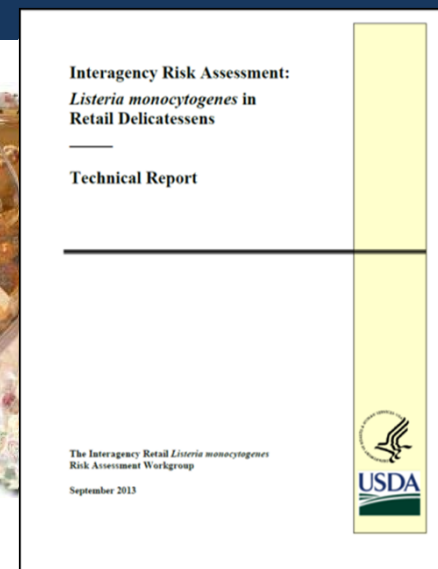 Interagency Risk Assessment:
Listeria monocytogenes in
Retail Delicatessens
Technical Report
The Interagency Retail Listeria monocytogenes
Risk Assessment Workgroup
September 2013
USDA